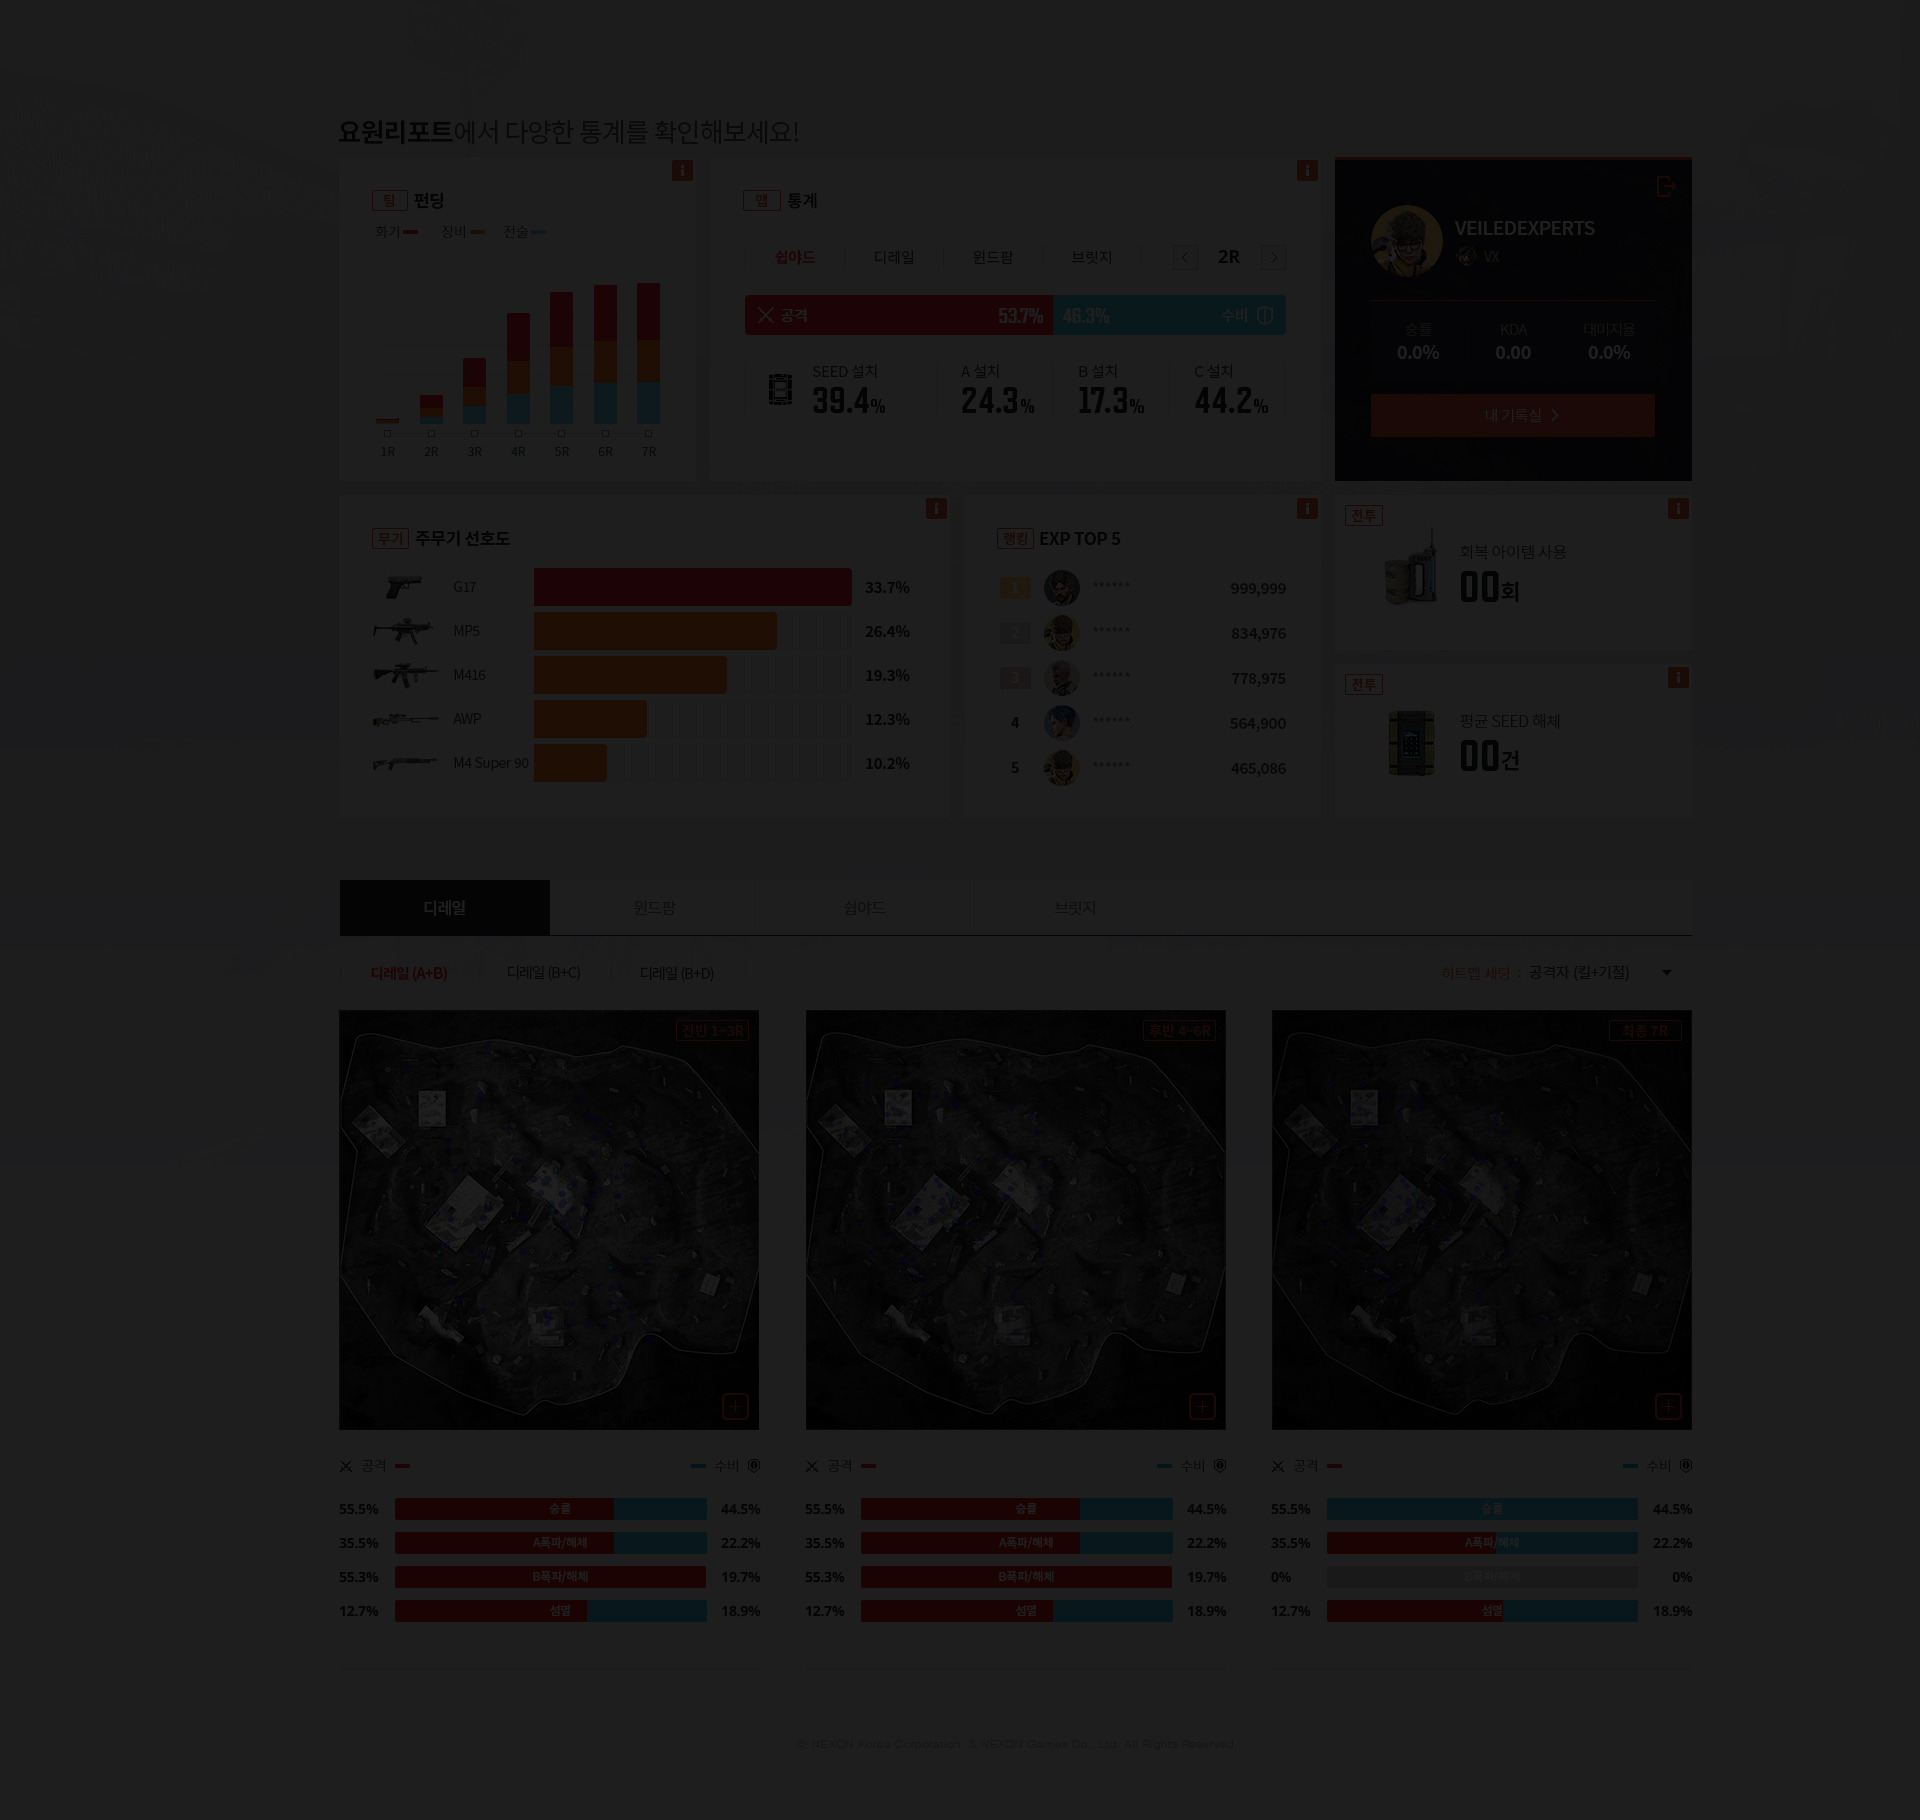 요원리포트에서 다양한 통계를 확인해보세요!
팀 펀딩
화기 장비 전술
1R 2R 3R 4R 5R 6R 7R
맵 통계
쉽야드 디레일 윈드팜 브릿지 2R
공격 53.7% 46.3% 수비
SEED 설치 A 설치 B 설치 C 설치
39.4% 24.3% 17.3% 44.2%
VEILEDEXPERTS
VX
승률 KDA 대미지율
0.0% 0.00 0.0%
내 기록실
무기 주무기 선호도
G17 33.7%
MP5 26.4%
M416 19.3%
AWP 12.3%
M4 Super 90 10.2%
랭킹 EXP TOP 5
1 ****** 999,999
2 ****** 834,976
3 ****** 778,975
4 ****** 564,900
5 ****** 465,086
전투
회복 아이템 사용
00회
전투
평균 SEED 해체
00건
디레일 윈드팜 쉽야드 브릿지
디레일 (A+B) 디레일 (B+C) 디레일 (B+D) 히트맵 세팅 : 공격자 (킬+기절)
전반 1~3R 후반 4~6R 최종 7R
공격 수비 공격 수비 공격 수비
55.5% 승률 44.5% 55.5% 승률 44.5% 55.5% 승률 44.5%
35.5% A폭파/해체 22.2% 35.5% A폭파/해체 22.2% 35.5% A폭파/해체 22.2%
55.3% B폭파/해체 19.7% 55.3% B폭파/해체 19.7% 0% B폭파/해체 0%
12.7% 섬멸 18.9% 12.7% 섬멸 18.9% 12.7% 섬멸 18.9%
© NEXON Korea Corporation. & NEXON Games Co., Ltd. All Rights Reserved.